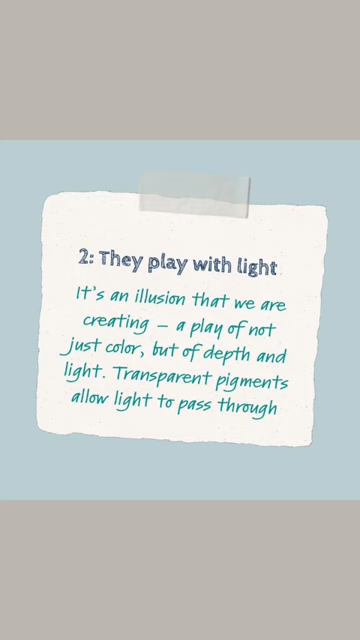 2: They play with light
It's an illusion that we are
creating – a play of not
just color, but of depth and
light. Transparent pigments
allow light to pass through